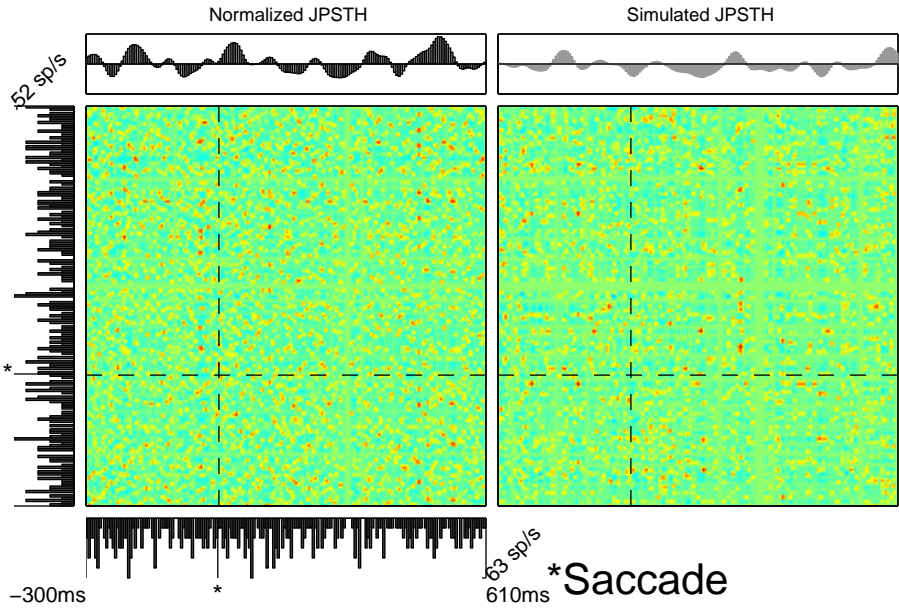 Normalized JPSTH
Simulated JPSTH
52 sp/s
*
63 sp/s
−300ms
*
610ms
*Saccade